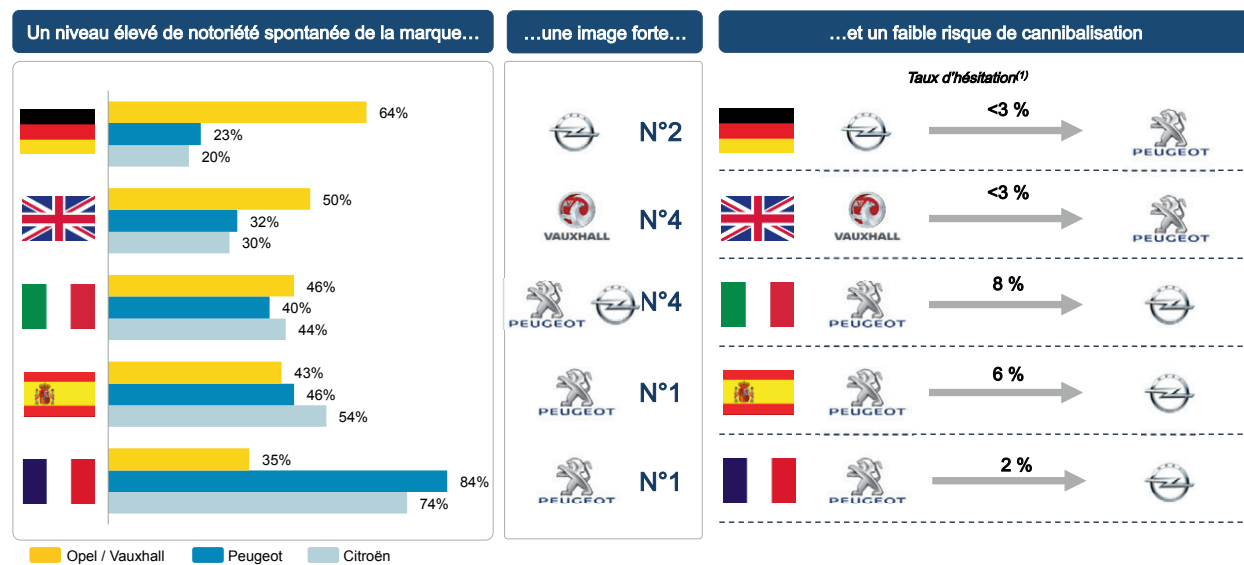 Un niveau élevé de notoriété spontanée de la marque…
…une image forte…
…et un faible risque de cannibalisation
Taux d'hésitation(1)
64%
23%
20%
N°2
<3 %
PEUGEOT
50%
32%
30%
VAUXHALL
N°4
VAUXHALL
<3 %
PEUGEOT
46%
40%
44%
PEUGEOT
N°4
PEUGEOT
8 %
43%
46%
54%
PEUGEOT
N°1
PEUGEOT
6 %
35%
84%
74%
PEUGEOT
N°1
PEUGEOT
2 %
Opel / Vauxhall
Peugeot
Citroën